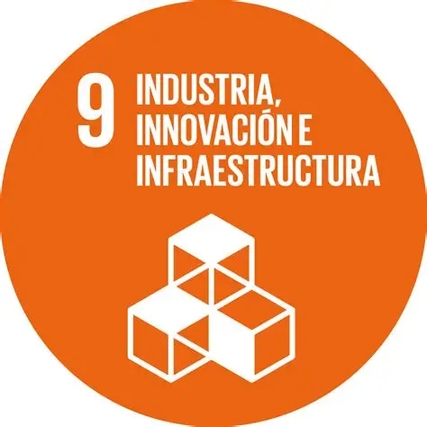 9 INDUSTRIA,
INNOVACIÓN E
INFRAESTRUCTURA